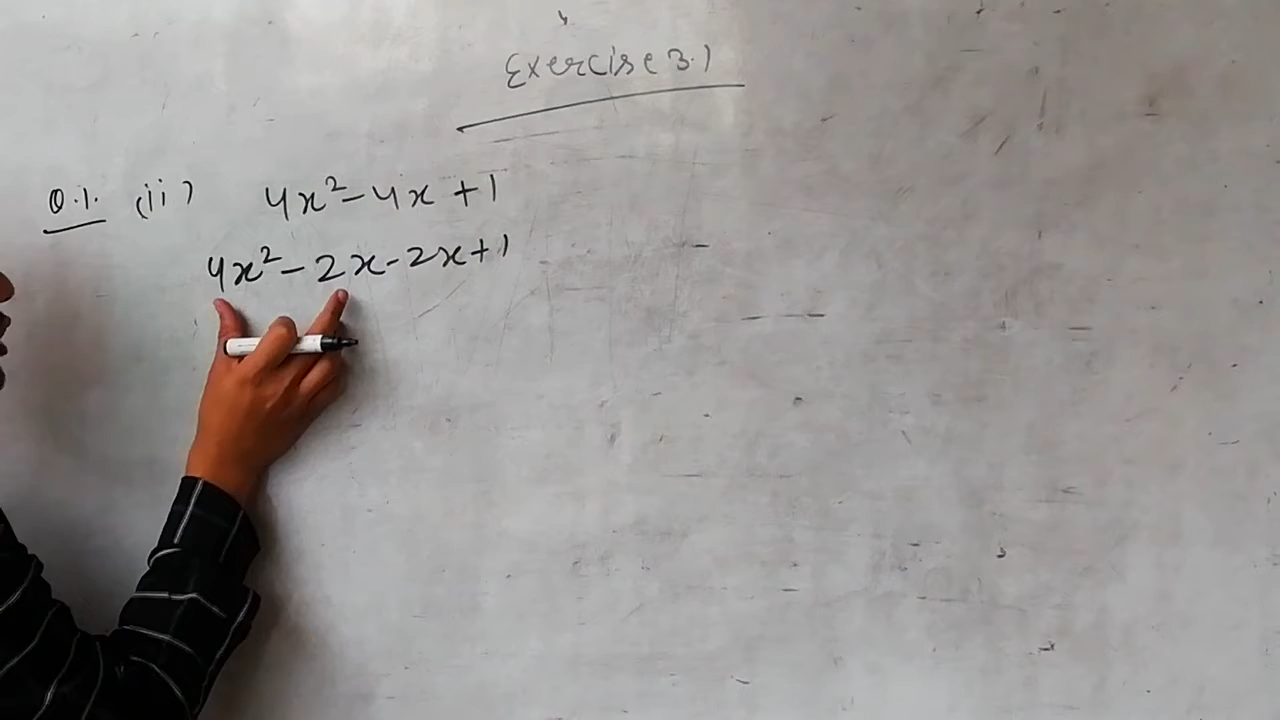 Exercise 3.1
Q.1. (ii) 4x² - 4x + 1
4x² - 2x - 2x + 1